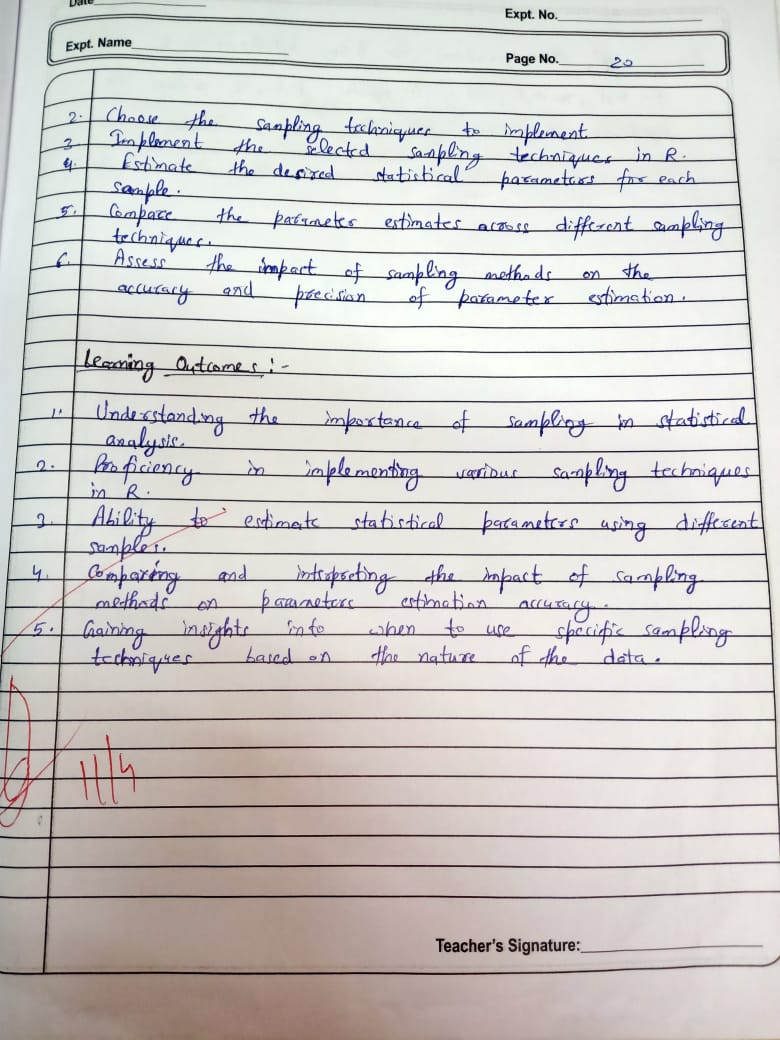 Date
Expt. No.
Expt. Name
Page No. 20
2. Choose the sampling techniques to implement
3 Implement the selected sampling techniques in R.
4. Estimate the desired statistical parameters for each
sample.
5. Compare the parameter estimates across different sampling
techniques.
6. Assess the impact of sampling methods on the
accuracy and precision of parameter estimation.
Learning Outcomes :-
1. Understanding the importance of sampling in statistical
analysis.
2. Proficiency in implementing various sampling techniques
in R.
3. Ability to estimate statistical parameters using different
samples.
4. Comparing and interpreting the impact of sampling
methods on parameters estimation accuracy.
5. Gaining insights into when to use specific sampling
techniques based on the nature of the data.
11/4
Teacher's Signature: